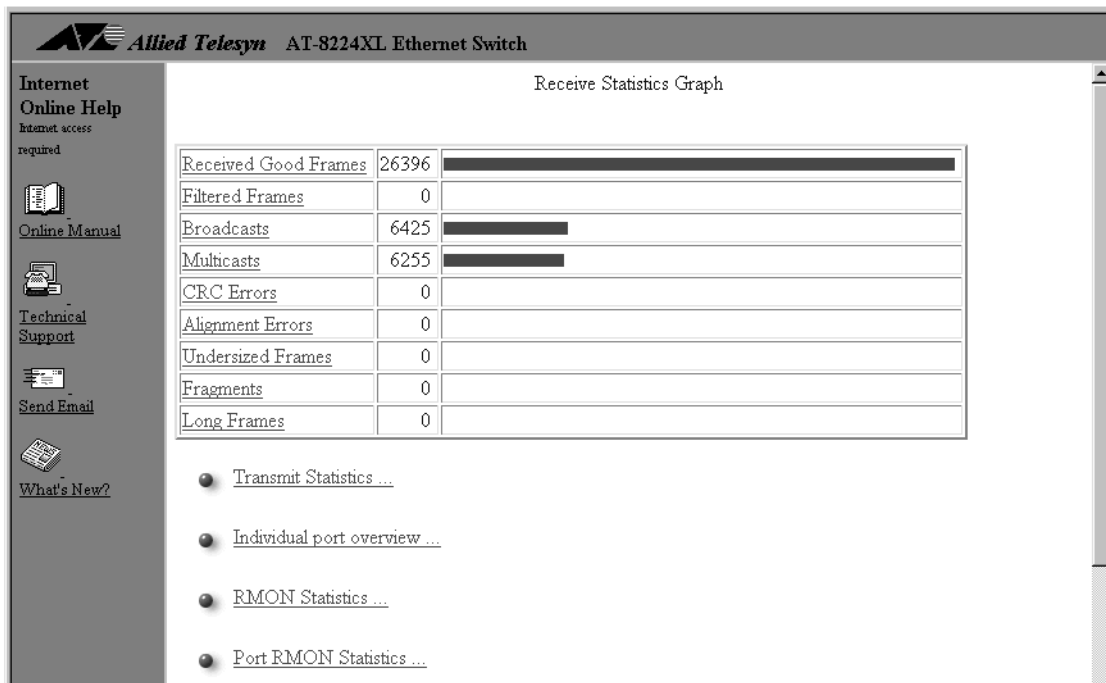 Allied Telesyn AT-8224XL Ethernet Switch
Internet
Online Help
Internet access
required
Online Manual
Technical
Support
Send Email
What's New?
Receive Statistics Graph
Received Good Frames 26396
Filtered Frames 0
Broadcasts 6425
Multicasts 6255
CRC Errors 0
Alignment Errors 0
Undersized Frames 0
Fragments 0
Long Frames 0
Transmit Statistics ...
Individual port overview ...
RMON Statistics ...
Port RMON Statistics ...